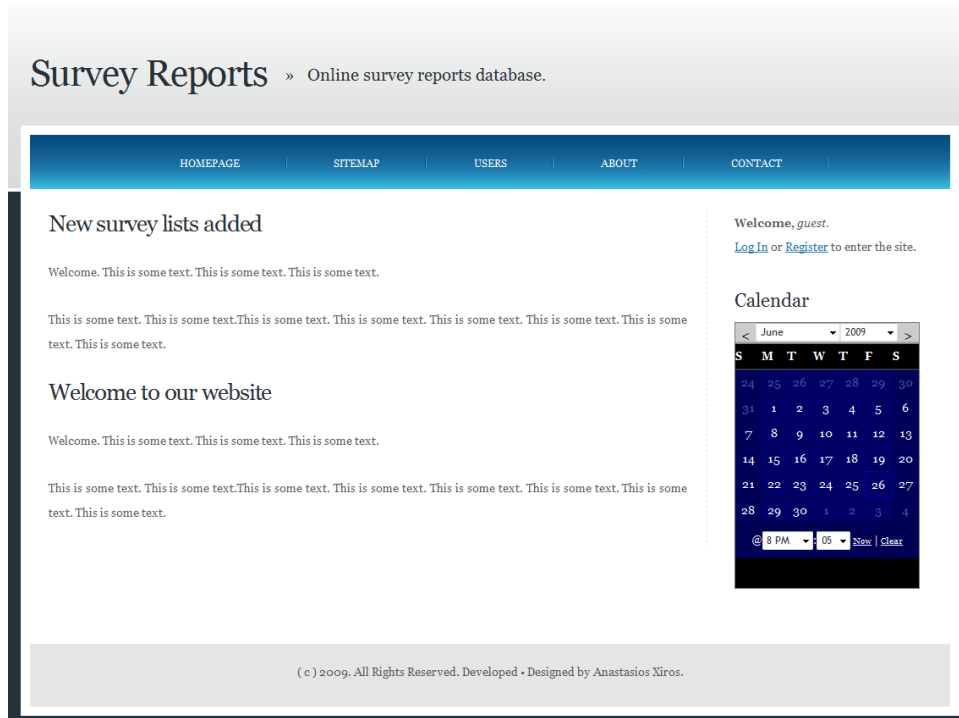 Survey Reports » Online survey reports database.
HOMEPAGE SITEMAP USERS ABOUT CONTACT
New survey lists added
Welcome. This is some text. This is some text. This is some text.
This is some text. This is some text.This is some text. This is some text. This is some text. This is some text. This is some
text. This is some text.
Welcome to our website
Welcome. This is some text. This is some text. This is some text.
This is some text. This is some text.This is some text. This is some text. This is some text. This is some text. This is some
text. This is some text.
Welcome, guest.
Log In or Register to enter the site.
Calendar
< June 2009 >
S M T W T F S
24 25 26 27 28 29 30
31 1 2 3 4 5 6
7 8 9 10 11 12 13
14 15 16 17 18 19 20
21 22 23 24 25 26 27
28 29 30 1 2 3 4
@ 8 PM : 05 Now | Clear
( c ) 2009. All Rights Reserved. Developed • Designed by Anastasios Xiros.